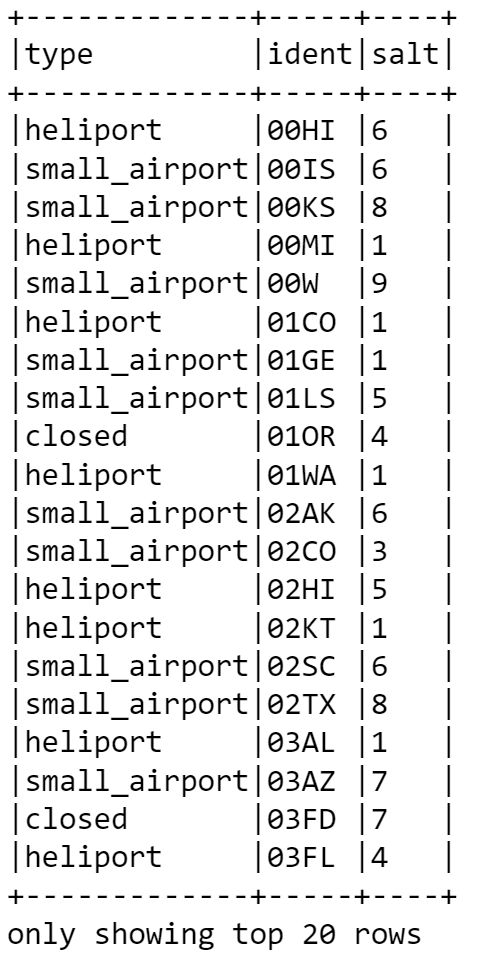 +-------------+-----+----+
|type         |ident|salt|
+-------------+-----+----+
|heliport     |00HI |6   |
|small_airport|00IS |6   |
|small_airport|00KS |8   |
|heliport     |00MI |1   |
|small_airport|00W  |9   |
|heliport     |01CO |1   |
|small_airport|01GE |1   |
|small_airport|01LS |5   |
|closed       |01OR |4   |
|heliport     |01WA |1   |
|small_airport|02AK |6   |
|small_airport|02CO |3   |
|heliport     |02HI |5   |
|heliport     |02KT |1   |
|small_airport|02SC |6   |
|small_airport|02TX |8   |
|heliport     |03AL |1   |
|small_airport|03AZ |7   |
|closed       |03FD |7   |
|heliport     |03FL |4   |
+-------------+-----+----+
only showing top 20 rows